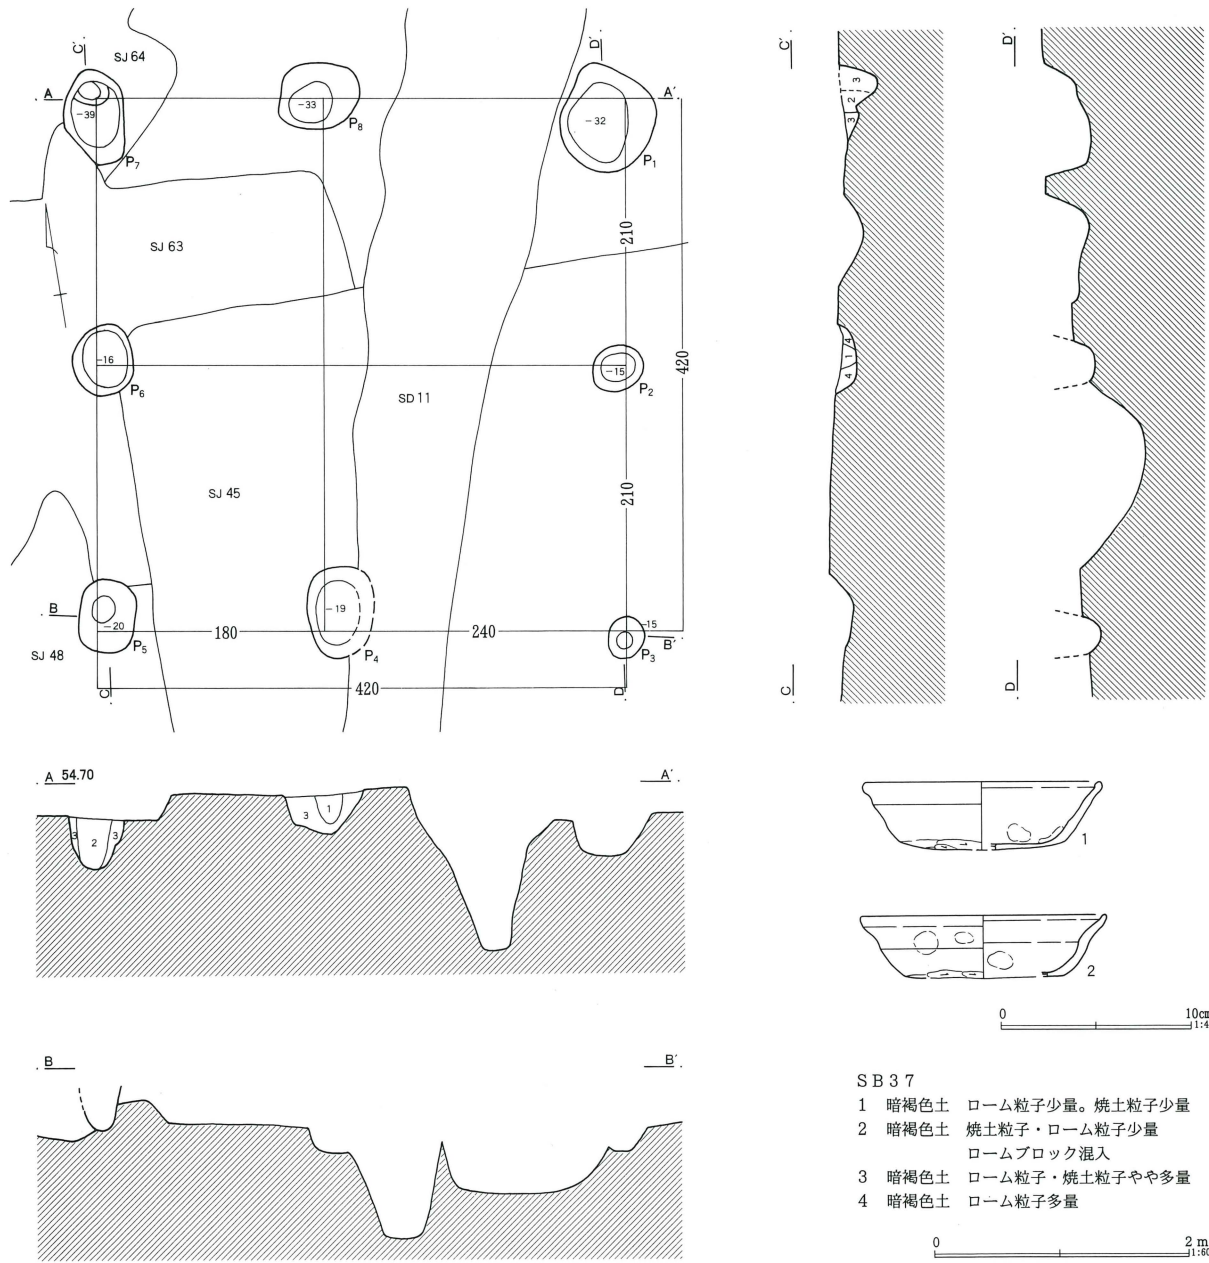 C′
SJ 64
D′
A
A′
-39
-33
-32
P7
P8
P1
SJ 63
210
420
-16
-15
P6
P2
SD 11
SJ 45
210
B
-20
-19
-15
180
240
B′
SJ 48
P5
P4
P3
C
420
D
C′
D′
3
2
3
4
1
4
C
D
A 54.70
A′
3
2
3
3
1
B
B′
1
2
0
10cm
1:4
SB37
1 暗褐色土 ローム粒子少量。焼土粒子少量
2 暗褐色土 焼土粒子・ローム粒子少量
ロームブロック混入
3 暗褐色土 ローム粒子・焼土粒子やや多量
4 暗褐色土 ローム粒子多量
0
2 m
1:60